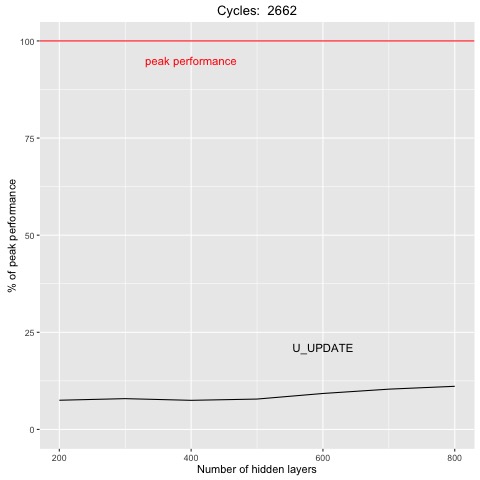 Cycles: 2662
100
peak performance
75
% of peak performance
50
25
U_UPDATE
0
200
400
600
800
Number of hidden layers